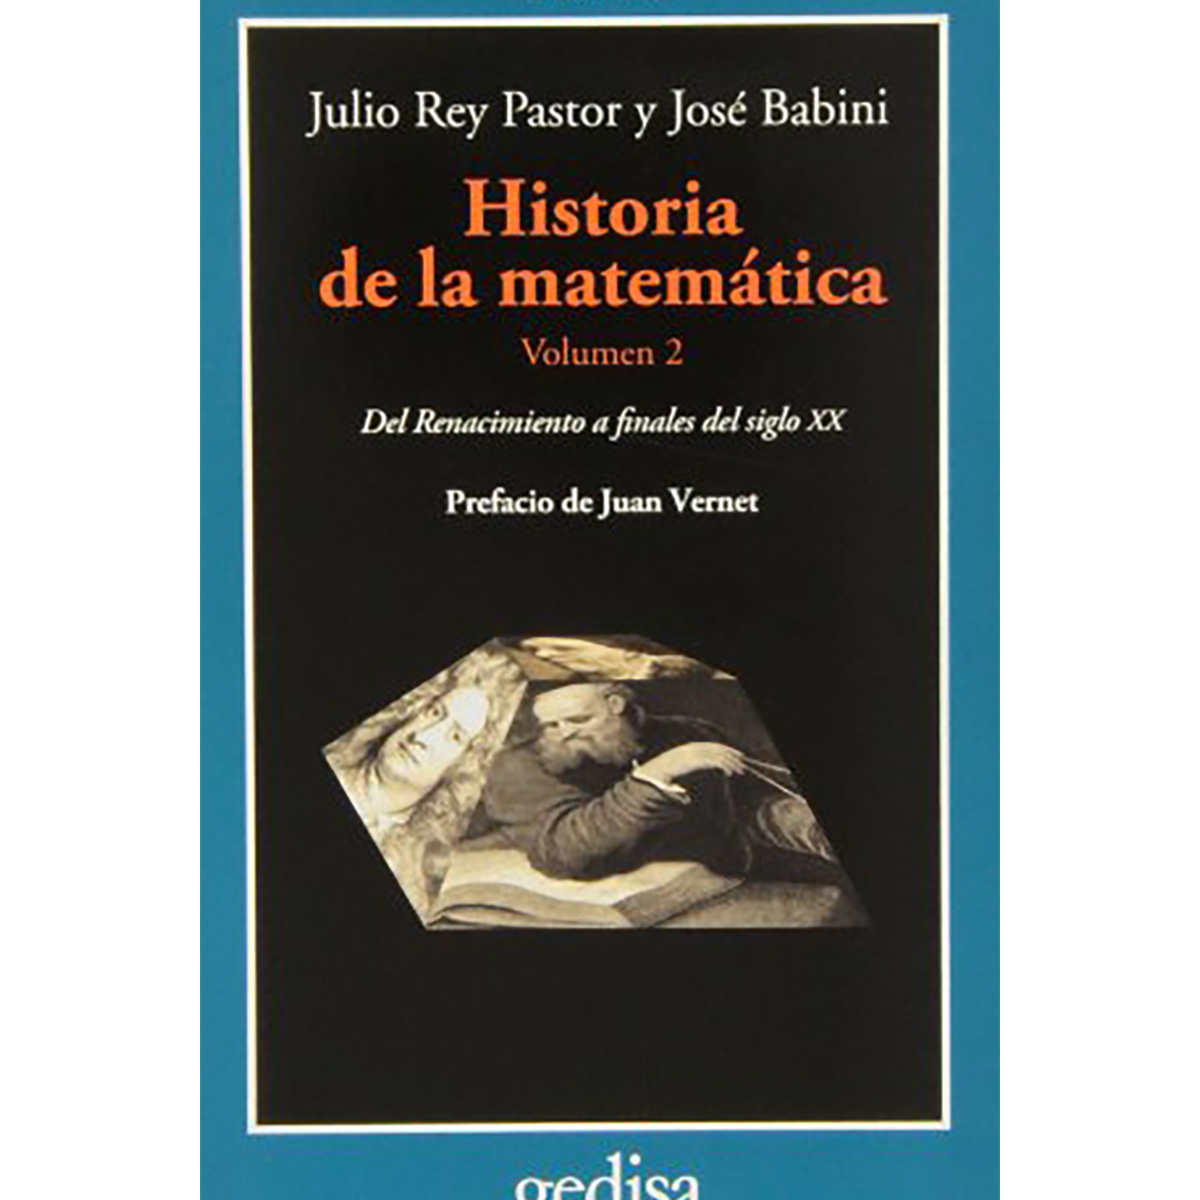 Julio Rey Pastor y José Babini
Historia
de la matemática
Volumen 2
Del Renacimiento a finales del siglo XX
Prefacio de Juan Vernet
gedisa